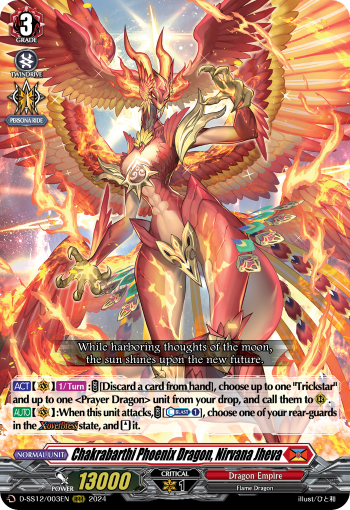 3
GRADE
TWINDRIVE
PERSONA RIDE
While harboring thoughts of the moon,
the sun shines upon the new future.
ACT 1/Turn : [Discard a card from hand], choose up to one "Trickstar"
and up to one <Prayer Dragon> unit from your drop, and call them to .
AUTO :When this unit attacks, [BLAST 1], choose one of your rear-guards
in the Xoverdress state, and it.
NORMAL UNIT Chakrabarthi Phoenix Dragon, Nirvana Jheva
POWER 13000 CRITICAL 1 Dragon Empire
Flame Dragon
D-SS12/003EN RRR 2024 illust/ひと和